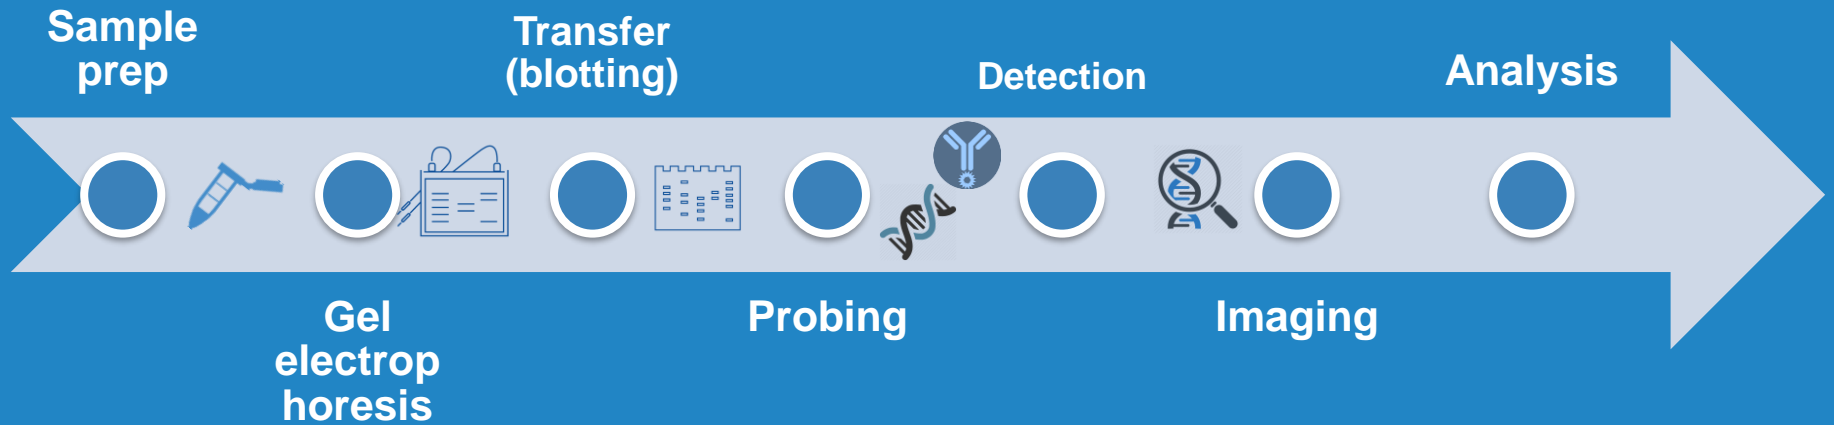 Sample
prep
Gel
electrop
horesis
Transfer
(blotting)
Probing
Detection
Imaging
Analysis